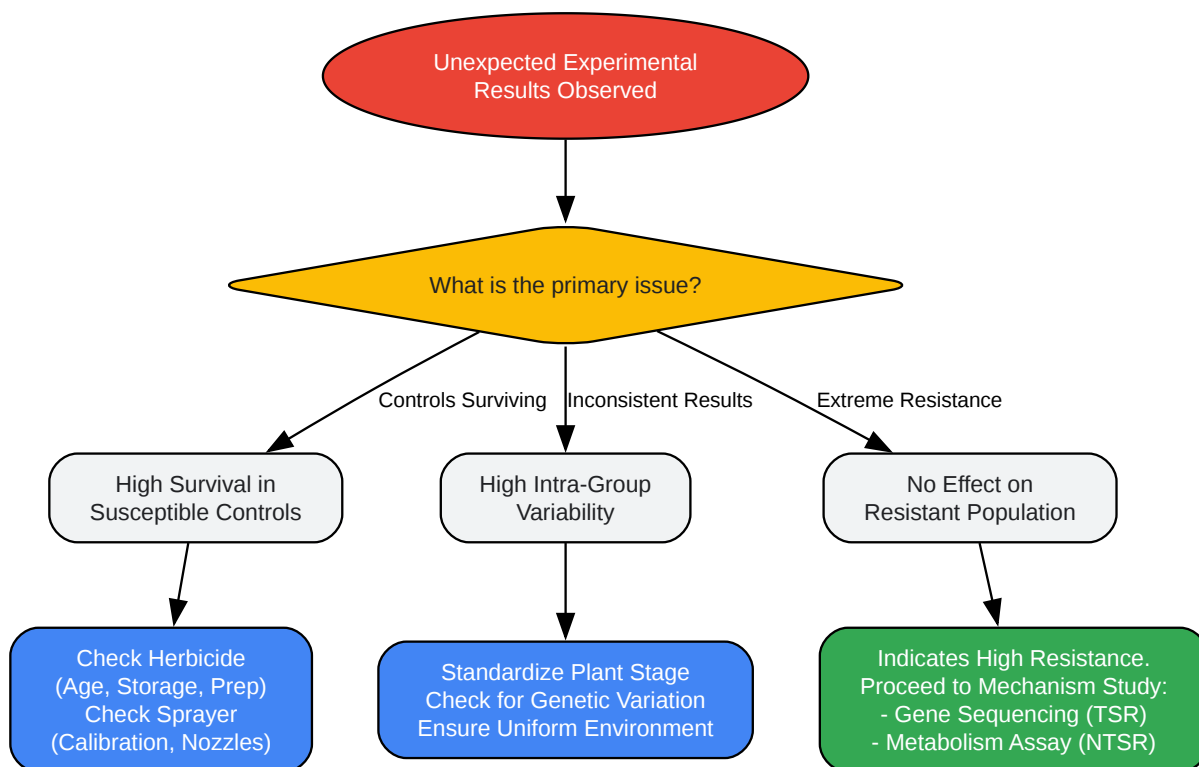 Unexpected Experimental
Results Observed
What is the primary issue?
Controls Surviving
Inconsistent Results
Extreme Resistance
High Survival in
Susceptible Controls
High Intra-Group
Variability
No Effect on
Resistant Population
Check Herbicide
(Age, Storage, Prep)
Check Sprayer
(Calibration, Nozzles)
Standardize Plant Stage
Check for Genetic Variation
Ensure Uniform Environment
Indicates High Resistance.
Proceed to Mechanism Study:
- Gene Sequencing (TSR)
- Metabolism Assay (NTSR)